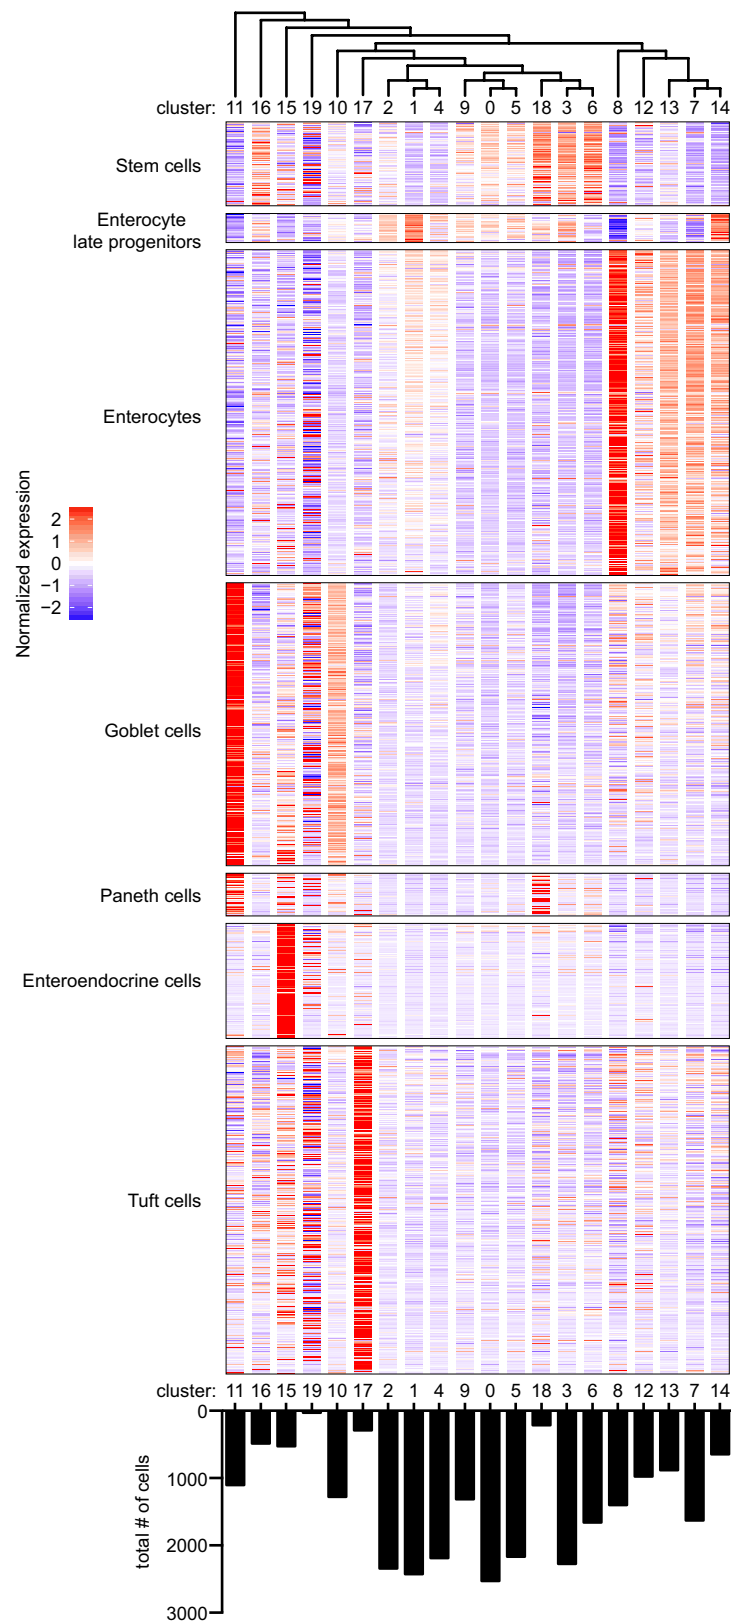 cluster: 11 16 15 19 10 17 2 1 4 9 0 5 18 3 6 8 12 13 7 14
Stem cells
Enterocyte
late progenitors
Enterocytes
Normalized expression
2
1
0
−1
−2
Goblet cells
Paneth cells
Enteroendocrine cells
Tuft cells
cluster: 11 16 15 19 10 17 2 1 4 9 0 5 18 3 6 8 12 13 7 14
total # of cells
0
1000
2000
3000